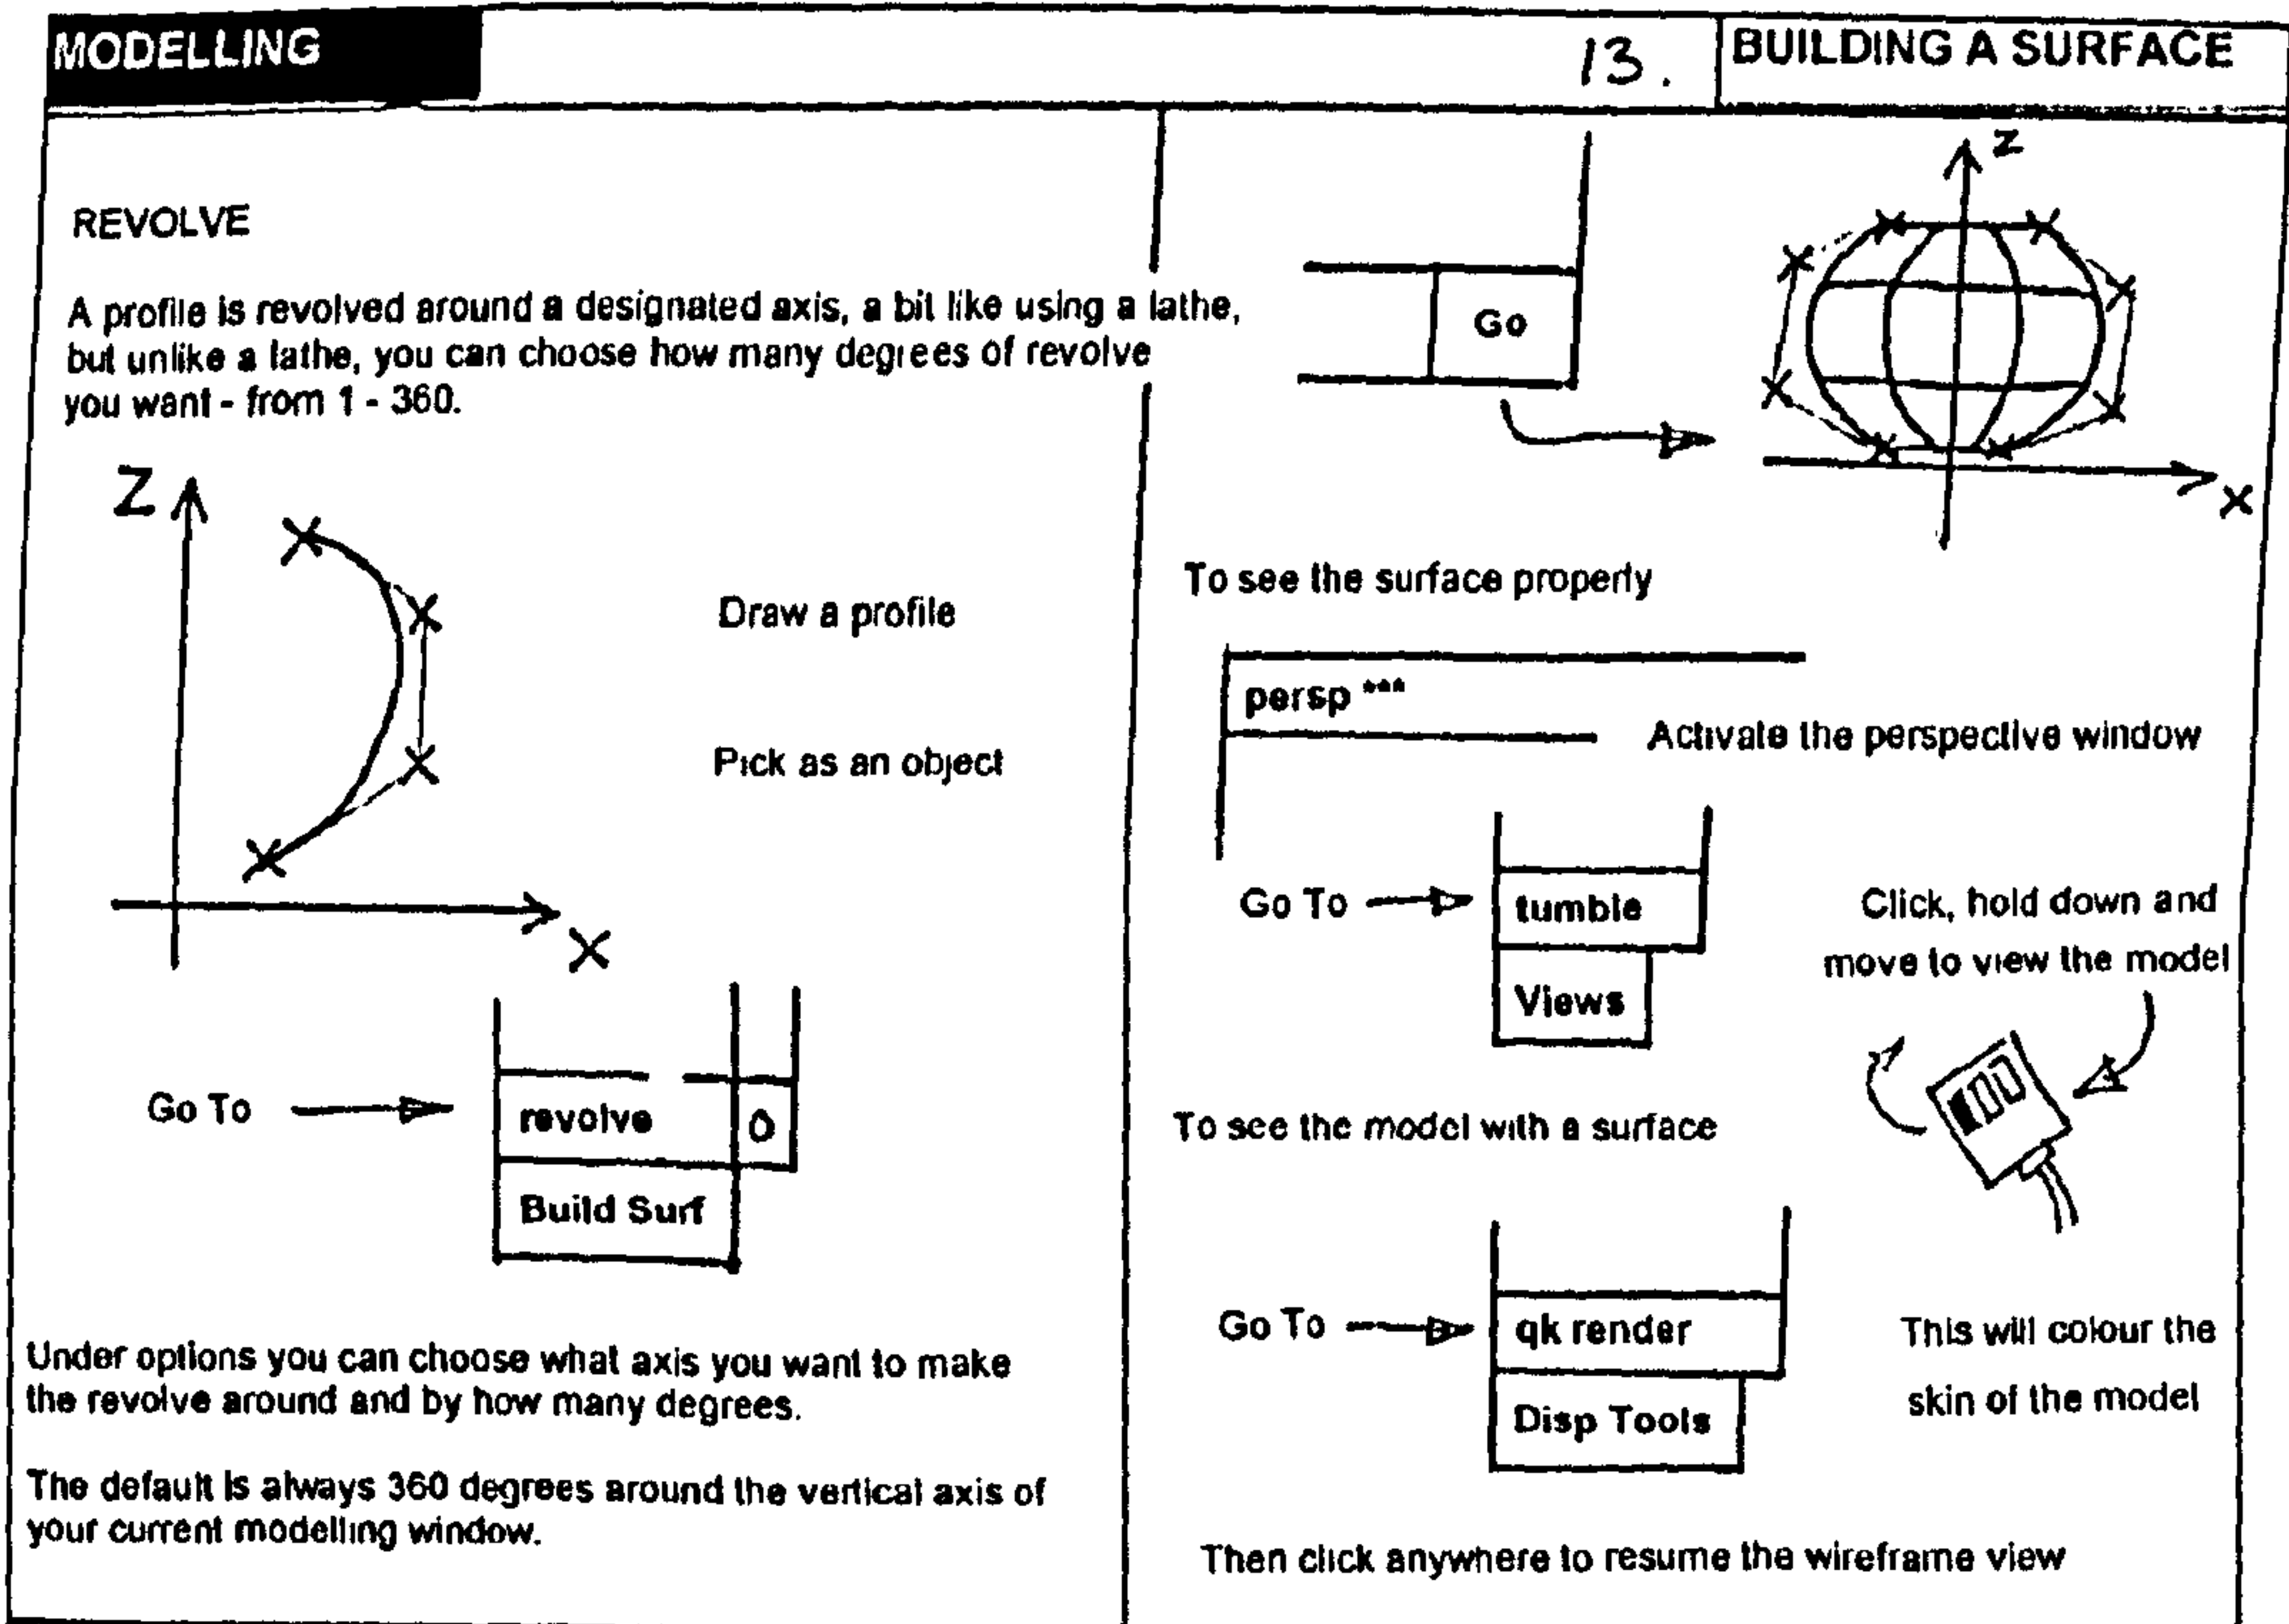 MODELLING
13.
BUILDING A SURFACE
REVOLVE
A profile is revolved around a designated axis, a bit like using a lathe,
but unlike a lathe, you can choose how many degrees of revolve
you want - from 1 - 360.
Z
Draw a profile
Pick as an object
X
Go To
revolve
O
Build Surf
Under options you can choose what axis you want to make
the revolve around and by how many degrees.
The default is always 360 degrees around the vertical axis of
your current modelling window.
Z
Go
X
To see the surface properly
persp ***
Activate the perspective window
Go To
tumble
Views
Click, hold down and
move to view the model
To see the model with a surface
Go To
qk render
Disp Tools
This will colour the
skin of the model
Then click anywhere to resume the wireframe view